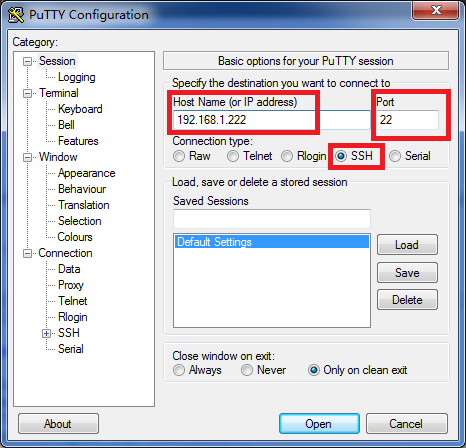 PuTTY Configuration
Category:
Session
Logging
Terminal
Keyboard
Bell
Features
Window
Appearance
Behaviour
Translation
Selection
Colours
Connection
Data
Proxy
Telnet
Rlogin
SSH
Serial
Basic options for your PuTTY session
Specify the destination you want to connect to
Host Name (or IP address) Port
192.168.1.222 22
Connection type:
Raw Telnet Rlogin SSH Serial
Load, save or delete a stored session
Saved Sessions
Default Settings
Load
Save
Delete
Close window on exit:
Always Never Only on clean exit
About Open Cancel